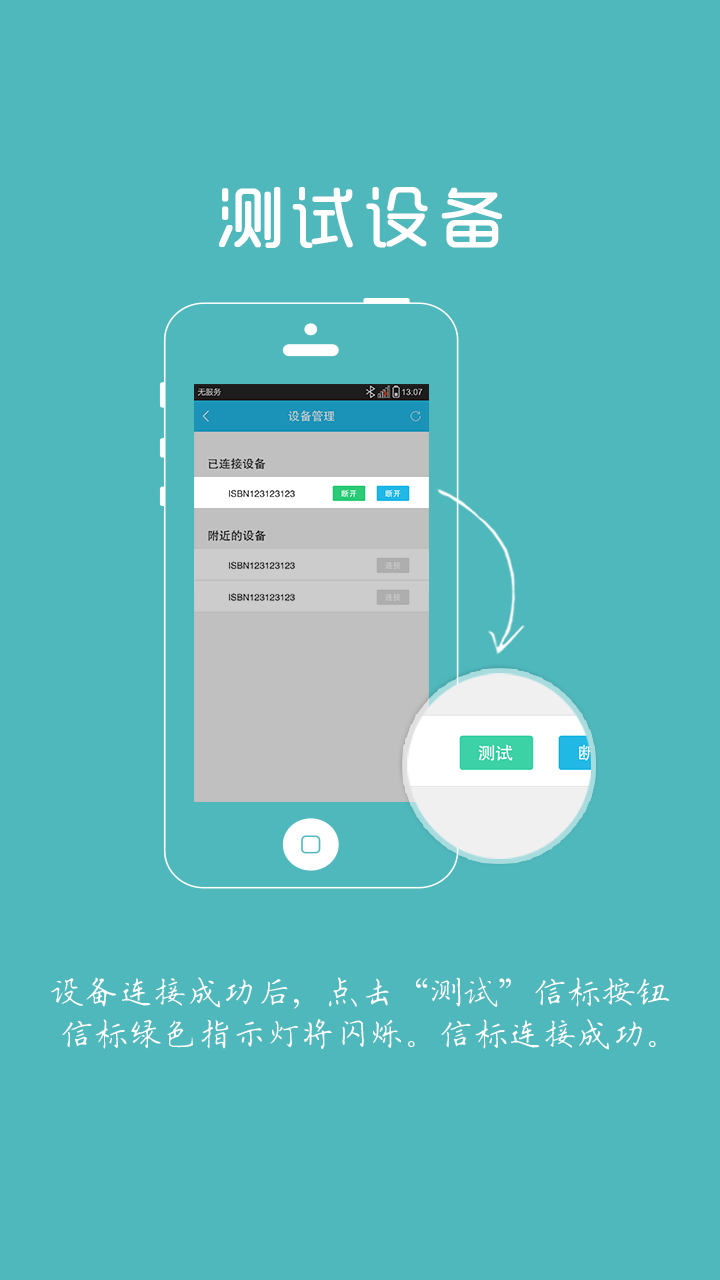 测试设备
无服务 13:07
设备管理
已连接设备
ISBN123123123 断开 断开
附近的设备
ISBN123123123 连接
ISBN123123123 连接
测试 断
设备连接成功后，点击“测试”信标按钮
信标绿色指示灯将闪烁。信标连接成功。